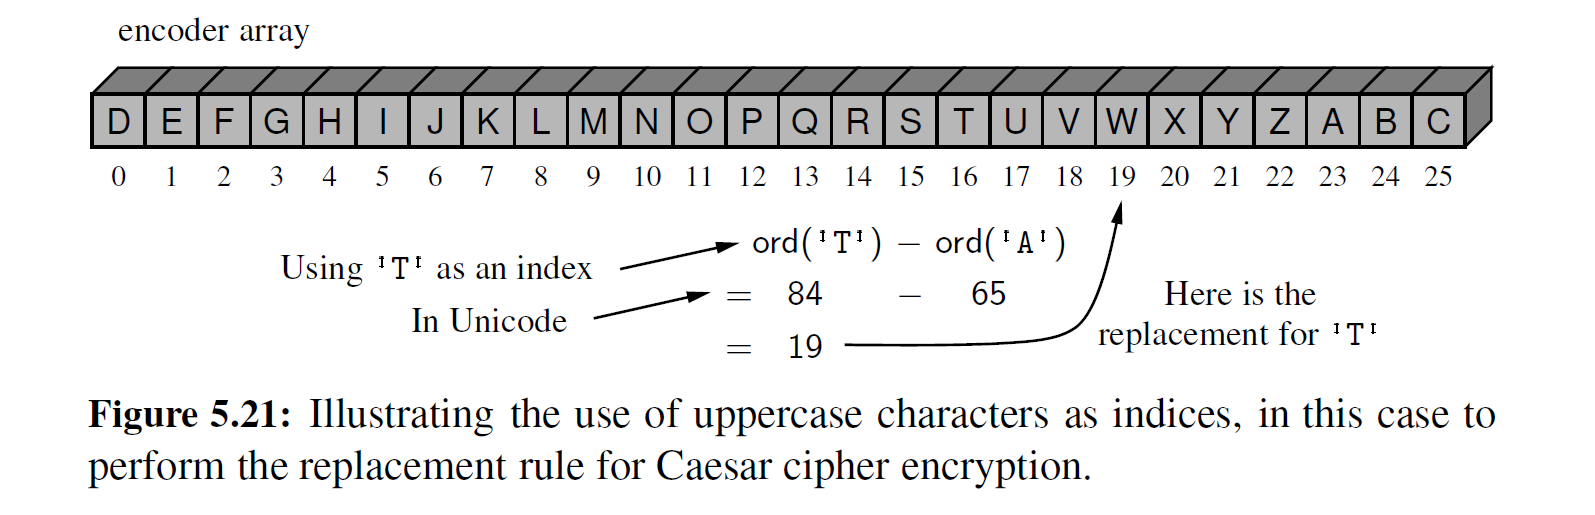 encoder array
D E F G H I J K L M N O P Q R S T U V W X Y Z A B C
0 1 2 3 4 5 6 7 8 9 10 11 12 13 14 15 16 17 18 19 20 21 22 23 24 25
ord('T') − ord('A')
Using 'T' as an index
= 84 − 65
In Unicode
= 19
Here is the
replacement for 'T'
Figure 5.21: Illustrating the use of uppercase characters as indices, in this case to
perform the replacement rule for Caesar cipher encryption.